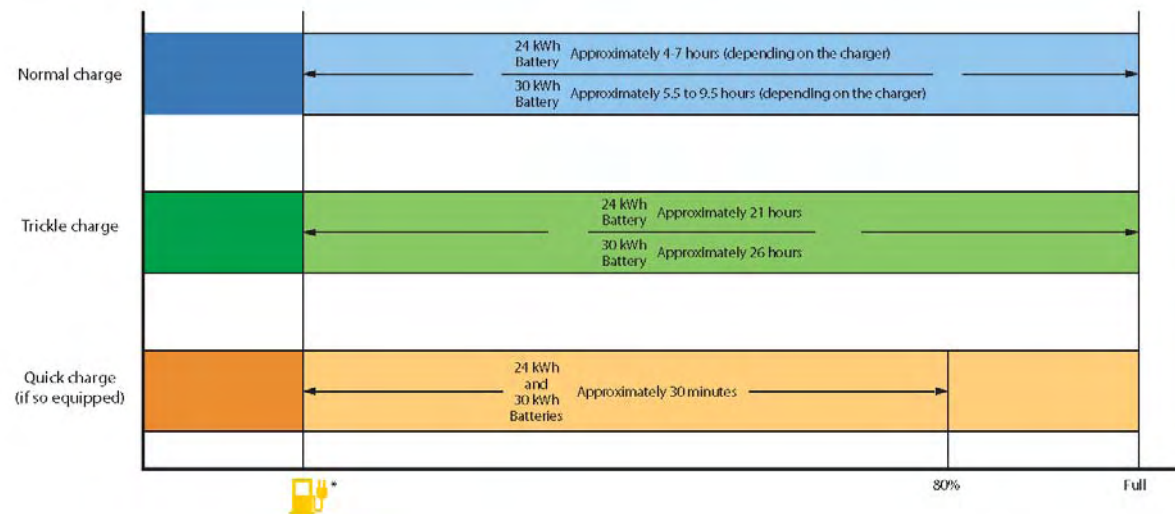 Normal charge
24 kWh
Battery
Approximately 4-7 hours (depending on the charger)
30 kWh
Battery
Approximately 5.5 to 9.5 hours (depending on the charger)
Trickle charge
24 kWh
Battery
Approximately 21 hours
30 kWh
Battery
Approximately 26 hours
Quick charge
(if so equipped)
24 kWh
and
30 kWh
Batteries
Approximately 30 minutes
*
80%
Full